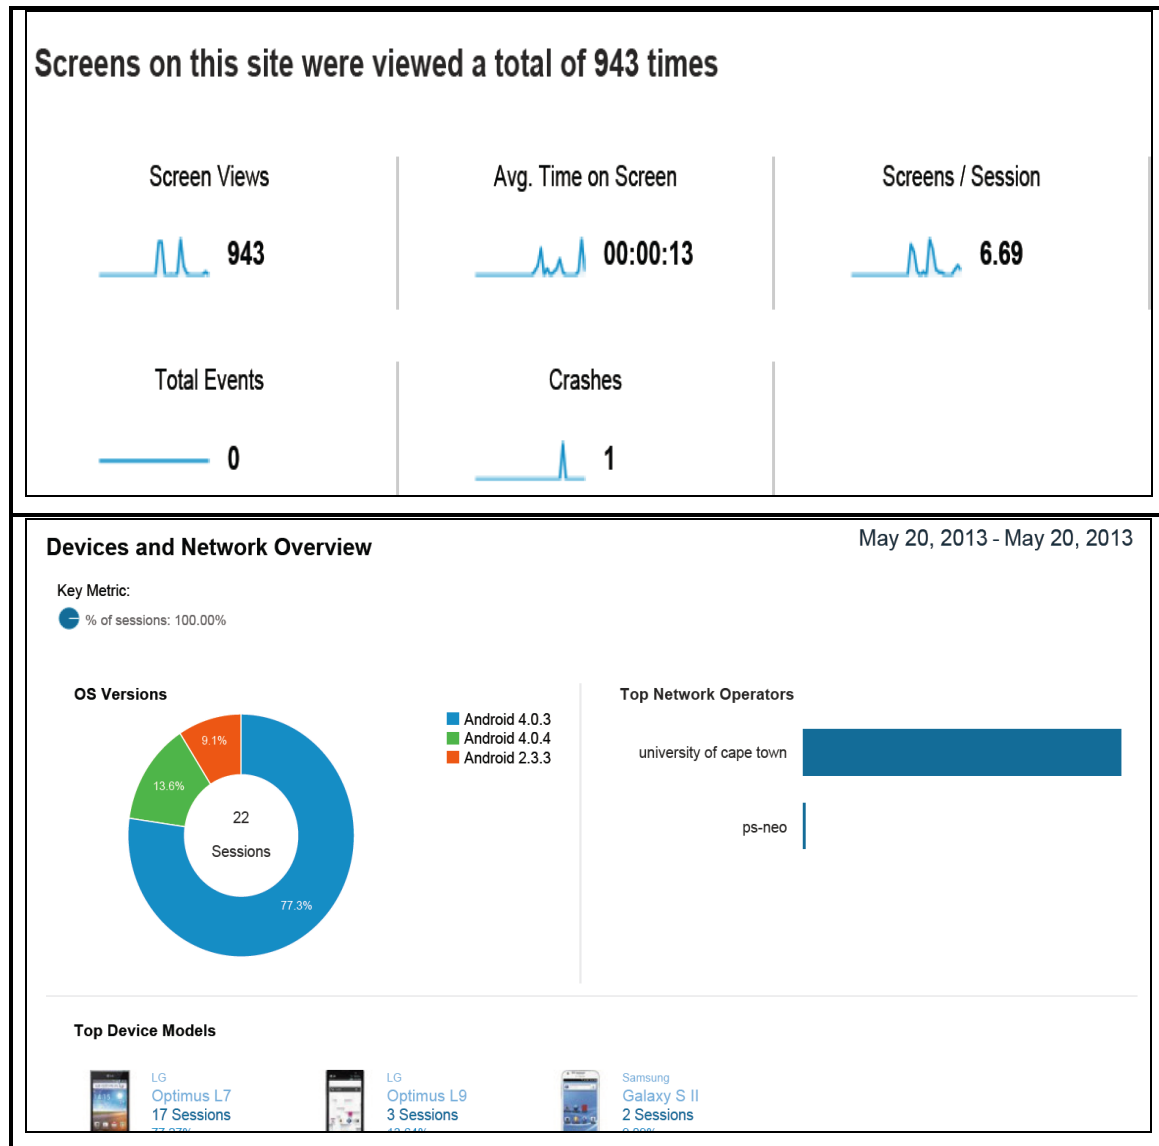 Screens on this site were viewed a total of 943 times
Screen Views
943
Avg. Time on Screen
00:00:13
Screens / Session
6.69
Total Events
0
Crashes
1
Devices and Network Overview
May 20, 2013 - May 20, 2013
Key Metric:
% of sessions: 100.00%
OS Versions
9.1%
13.6%
22
Sessions
77.3%
Android 4.0.3
Android 4.0.4
Android 2.3.3
Top Network Operators
university of cape town
ps-neo
Top Device Models
LG
Optimus L7
17 Sessions
LG
Optimus L9
3 Sessions
Samsung
Galaxy S II
2 Sessions